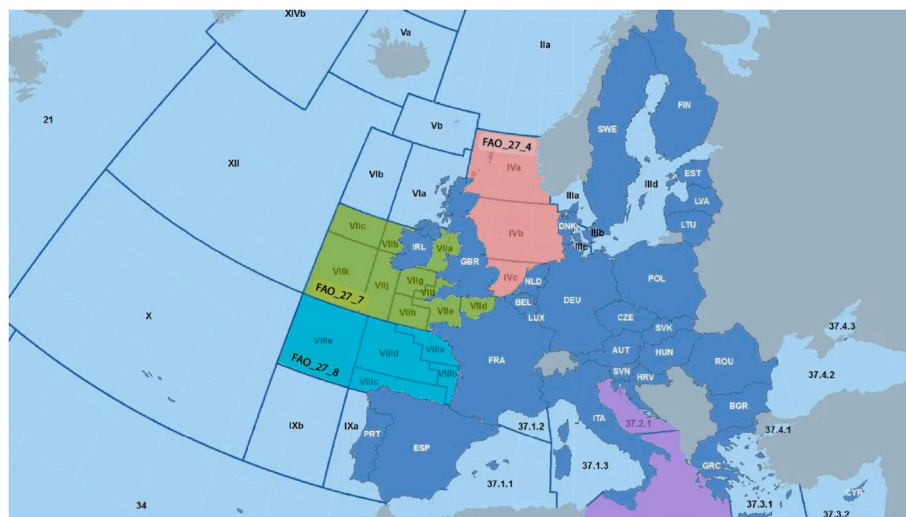 XIVb
Va
IIa
21
Vb
FAO_27_4
FIN
SWE
XII
IVa
VIb
VIa
IIIa
IIId
EST
LVA
DNK
IIIb
LTU
VIIc
VIIb
IRL
VIIa
IVb
IIIc
GBR
VIIk
VIIj
VIIg
VIIf
IVc
NLD
POL
FAO_27_7
DEU
BEL
VIId
VIIh
VIIe
LUX
CZE
X
SVK
37.4.3
VIIIe
VIIId
VIIIa
FRA
AUT
HUN
ROU
FAO_27_8
VIIIb
SVN
HRV
37.4.2
VIIIc
BGR
IXb
IXa
PRT
ESP
37.1.2
ITA
37.2.1
37.4.1
37.1.3
GRC
37.1.1
CYP
34
37.3.1
37.3.2